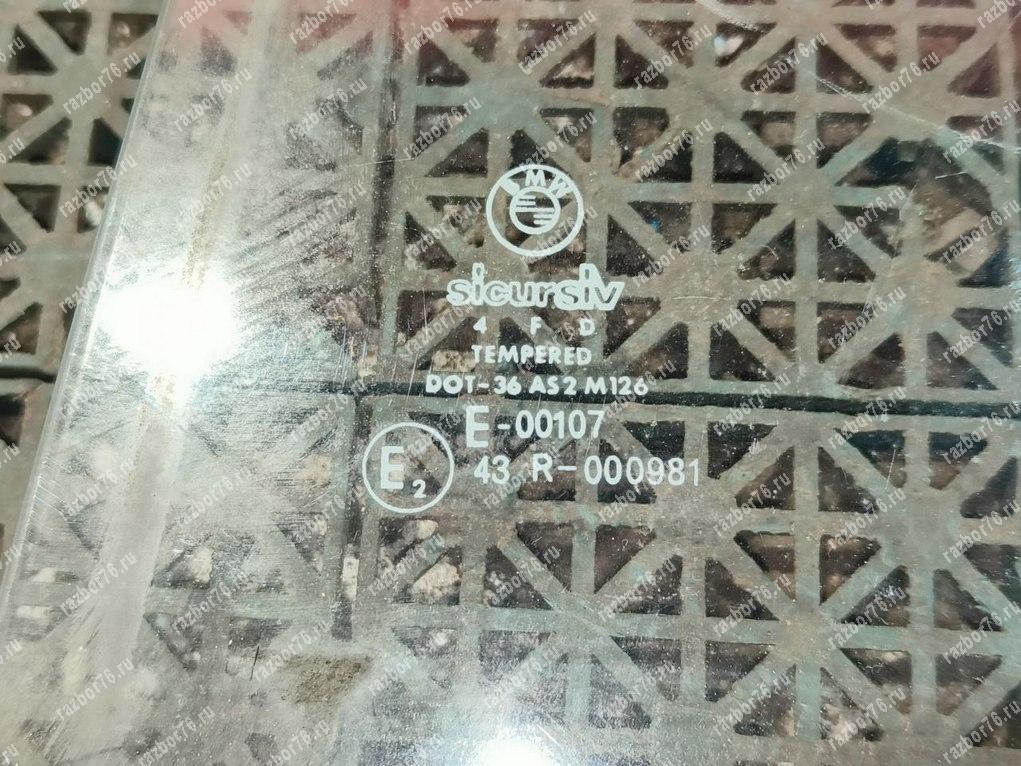 BMW
sicursiv
4 F D
TEMPERED
DOT-36 AS2 M126
E-00107
E2
43 R-000981
razbor76.ru